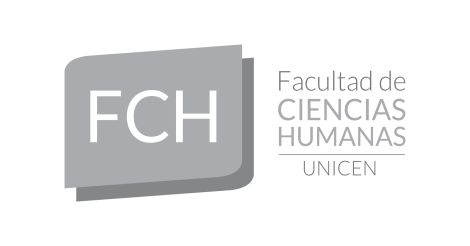 FCH
Facultad de
CIENCIAS
HUMANAS
UNICEN